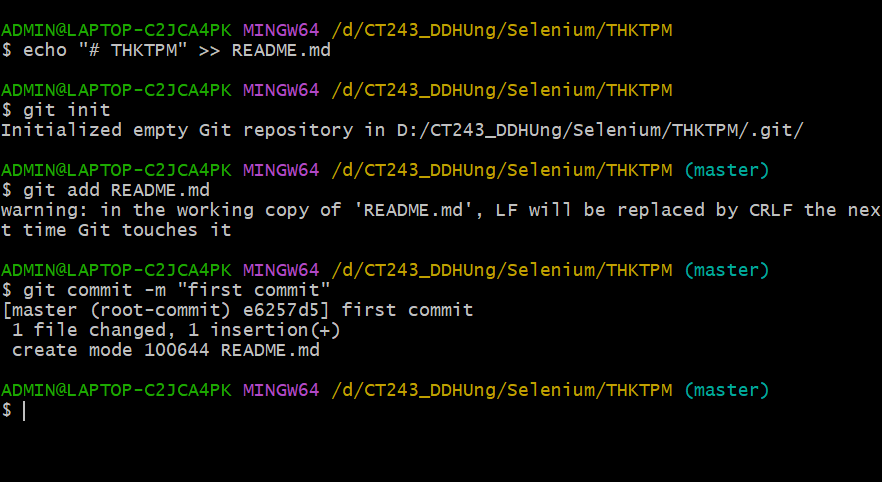 ADMIN@LAPTOP-C2JCA4PK MINGW64 /d/CT243_DDHUng/Selenium/THKTPM
$ echo "# THKTPM" >> README.md
ADMIN@LAPTOP-C2JCA4PK MINGW64 /d/CT243_DDHUng/Selenium/THKTPM
$ git init
Initialized empty Git repository in D:/CT243_DDHUng/Selenium/THKTPM/.git/
ADMIN@LAPTOP-C2JCA4PK MINGW64 /d/CT243_DDHUng/Selenium/THKTPM (master)
$ git add README.md
warning: in the working copy of 'README.md', LF will be replaced by CRLF the nex
t time Git touches it
ADMIN@LAPTOP-C2JCA4PK MINGW64 /d/CT243_DDHUng/Selenium/THKTPM (master)
$ git commit -m "first commit"
[master (root-commit) e6257d5] first commit
 1 file changed, 1 insertion(+)
 create mode 100644 README.md
ADMIN@LAPTOP-C2JCA4PK MINGW64 /d/CT243_DDHUng/Selenium/THKTPM (master)
$